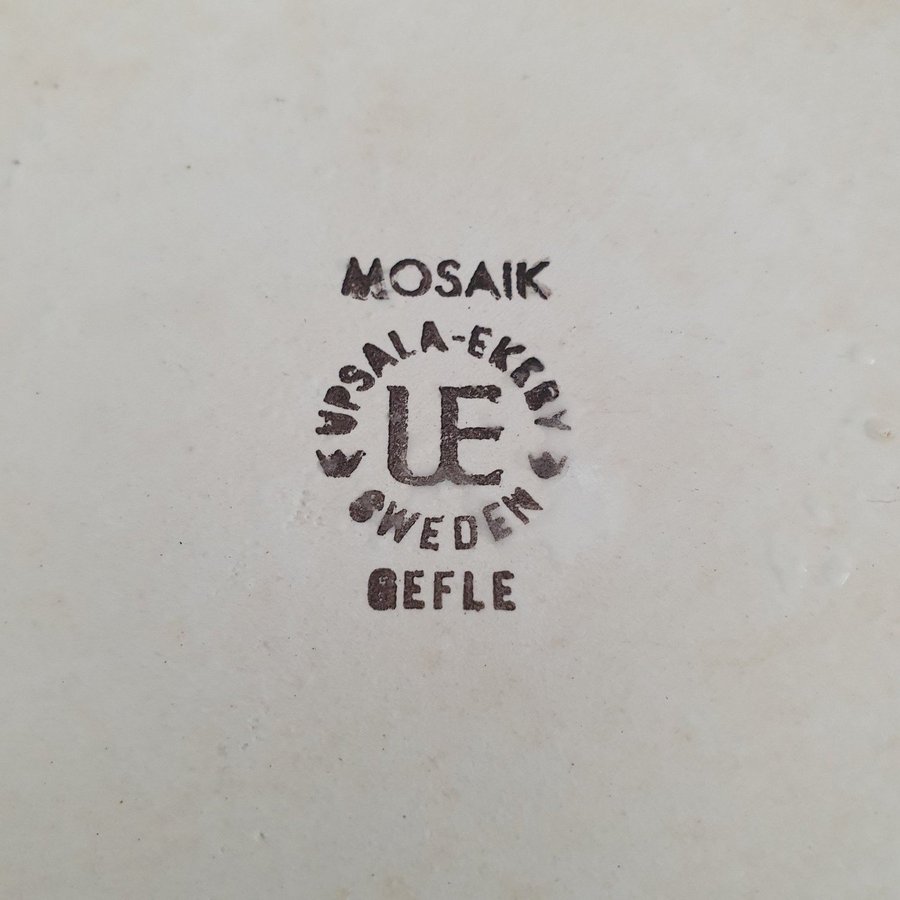 MOSAIK
UPSALA-EKEBY
UE
SWEDEN
GEFLE